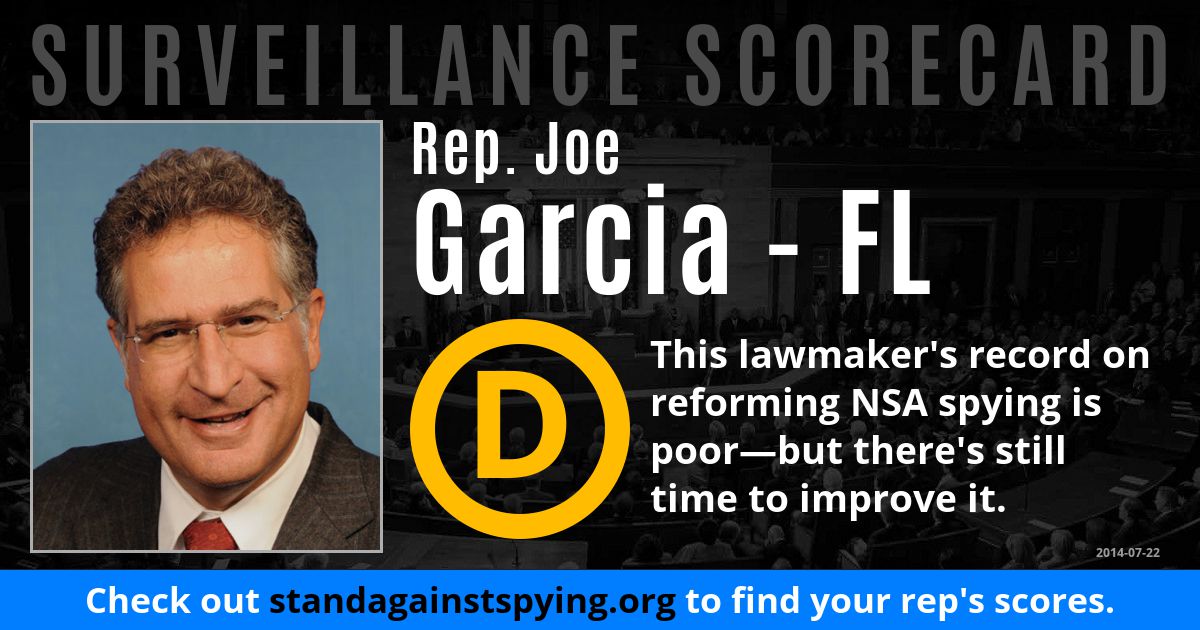 SURVEILLANCE SCORECARD
Rep. Joe
Garcia - FL
D
This lawmaker's record on
reforming NSA spying is
poor—but there's still
time to improve it.
2014-07-22
Check out standagainstspying.org to find your rep's scores.